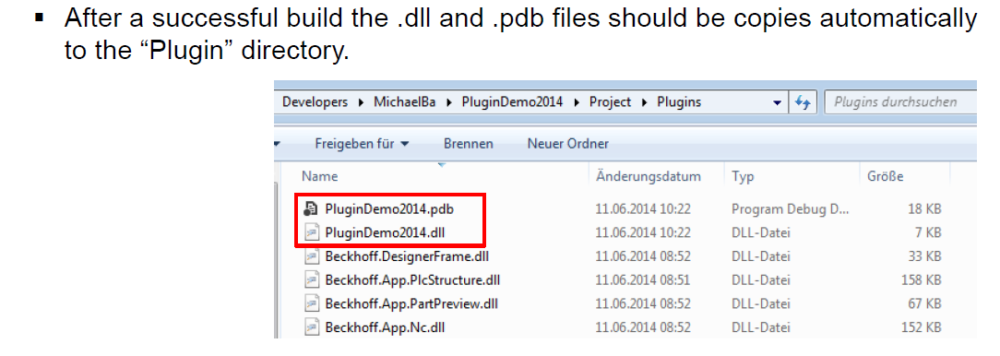 ▪ After a successful build the .dll and .pdb files should be copies automatically
to the “Plugin” directory.
Developers ▸ MichaelBa ▸ PluginDemo2014 ▸ Project ▸ Plugins Plugins durchsuchen
Freigeben für Brennen Neuer Ordner
Name Änderungsdatum Typ Größe
PluginDemo2014.pdb 11.06.2014 10:22 Program Debug D... 18 KB
PluginDemo2014.dll 11.06.2014 10:22 DLL-Datei 7 KB
Beckhoff.DesignerFrame.dll 11.06.2014 08:52 DLL-Datei 33 KB
Beckhoff.App.PlcStructure.dll 11.06.2014 08:51 DLL-Datei 158 KB
Beckhoff.App.PartPreview.dll 11.06.2014 08:52 DLL-Datei 67 KB
Beckhoff.App.Nc.dll 11.06.2014 08:52 DLL-Datei 152 KB